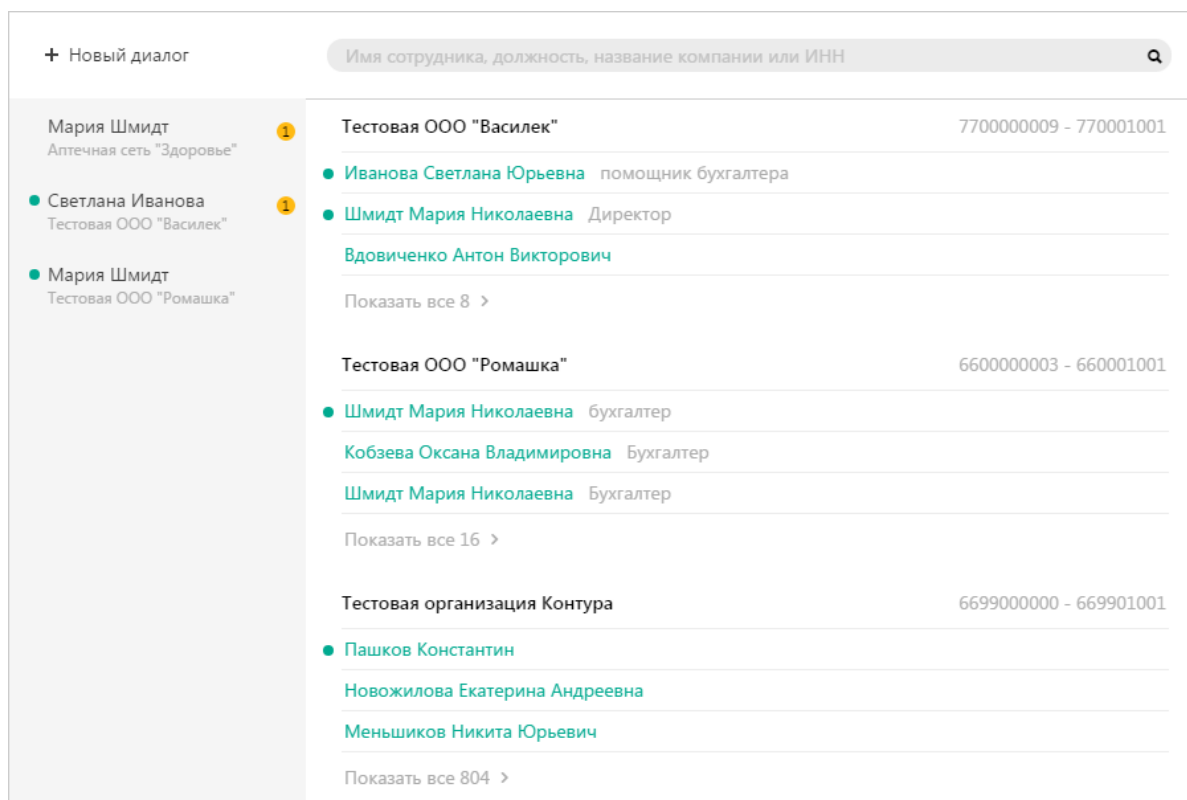 + Новый диалог
Имя сотрудника, должность, название компании или ИНН
Мария Шмидт 1
Аптечная сеть "Здоровье"
Светлана Иванова 1
Тестовая ООО "Василек"
Мария Шмидт
Тестовая ООО "Ромашка"
Тестовая ООО "Василек" 7700000009 - 770001001
Иванова Светлана Юрьевна помощник бухгалтера
Шмидт Мария Николаевна Директор
Вдовиченко Антон Викторович
Показать все 8 >
Тестовая ООО "Ромашка" 6600000003 - 660001001
Шмидт Мария Николаевна бухгалтер
Кобзева Оксана Владимировна Бухгалтер
Шмидт Мария Николаевна Бухгалтер
Показать все 16 >
Тестовая организация Контура 6699000000 - 669901001
Пашков Константин
Новожилова Екатерина Андреевна
Меньшиков Никита Юрьевич
Показать все 804 >